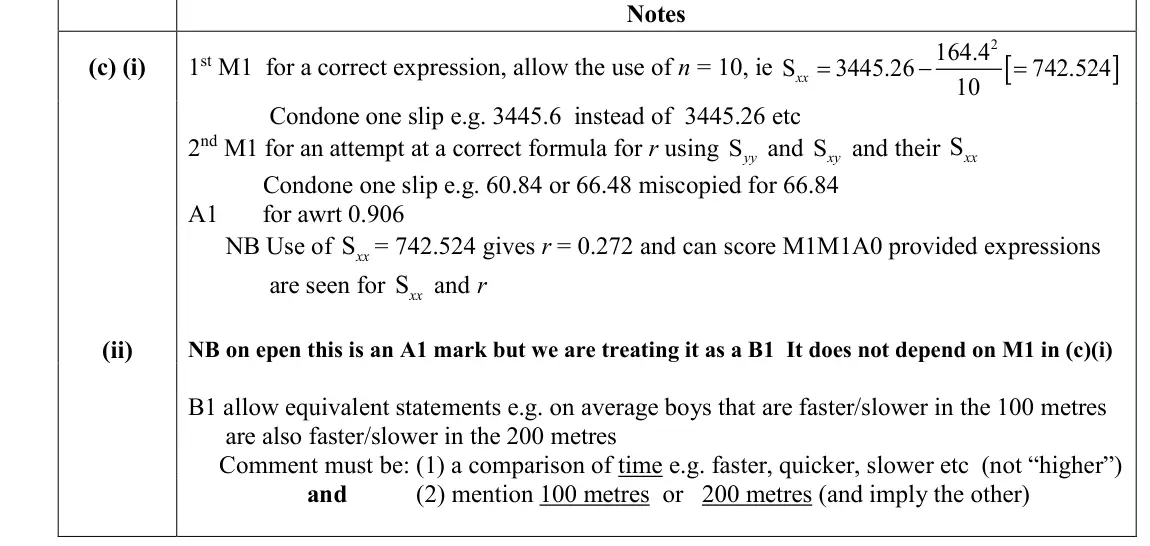 Notes
(c) (i) 1st M1 for a correct expression, allow the use of n = 10, ie Sxx = 3445.26 − 164.4²/10 [= 742.524]
Condone one slip e.g. 3445.6 instead of 3445.26 etc
2nd M1 for an attempt at a correct formula for r using Syy and Sxy and their Sxx
Condone one slip e.g. 60.84 or 66.48 miscopied for 66.84
A1 for awrt 0.906
NB Use of Sxx = 742.524 gives r = 0.272 and can score M1M1A0 provided expressions
are seen for Sxx and r
(ii) NB on epen this is an A1 mark but we are treating it as a B1 It does not depend on M1 in (c)(i)
B1 allow equivalent statements e.g. on average boys that are faster/slower in the 100 metres
are also faster/slower in the 200 metres
Comment must be: (1) a comparison of time e.g. faster, quicker, slower etc (not “higher”)
and (2) mention 100 metres or 200 metres (and imply the other)